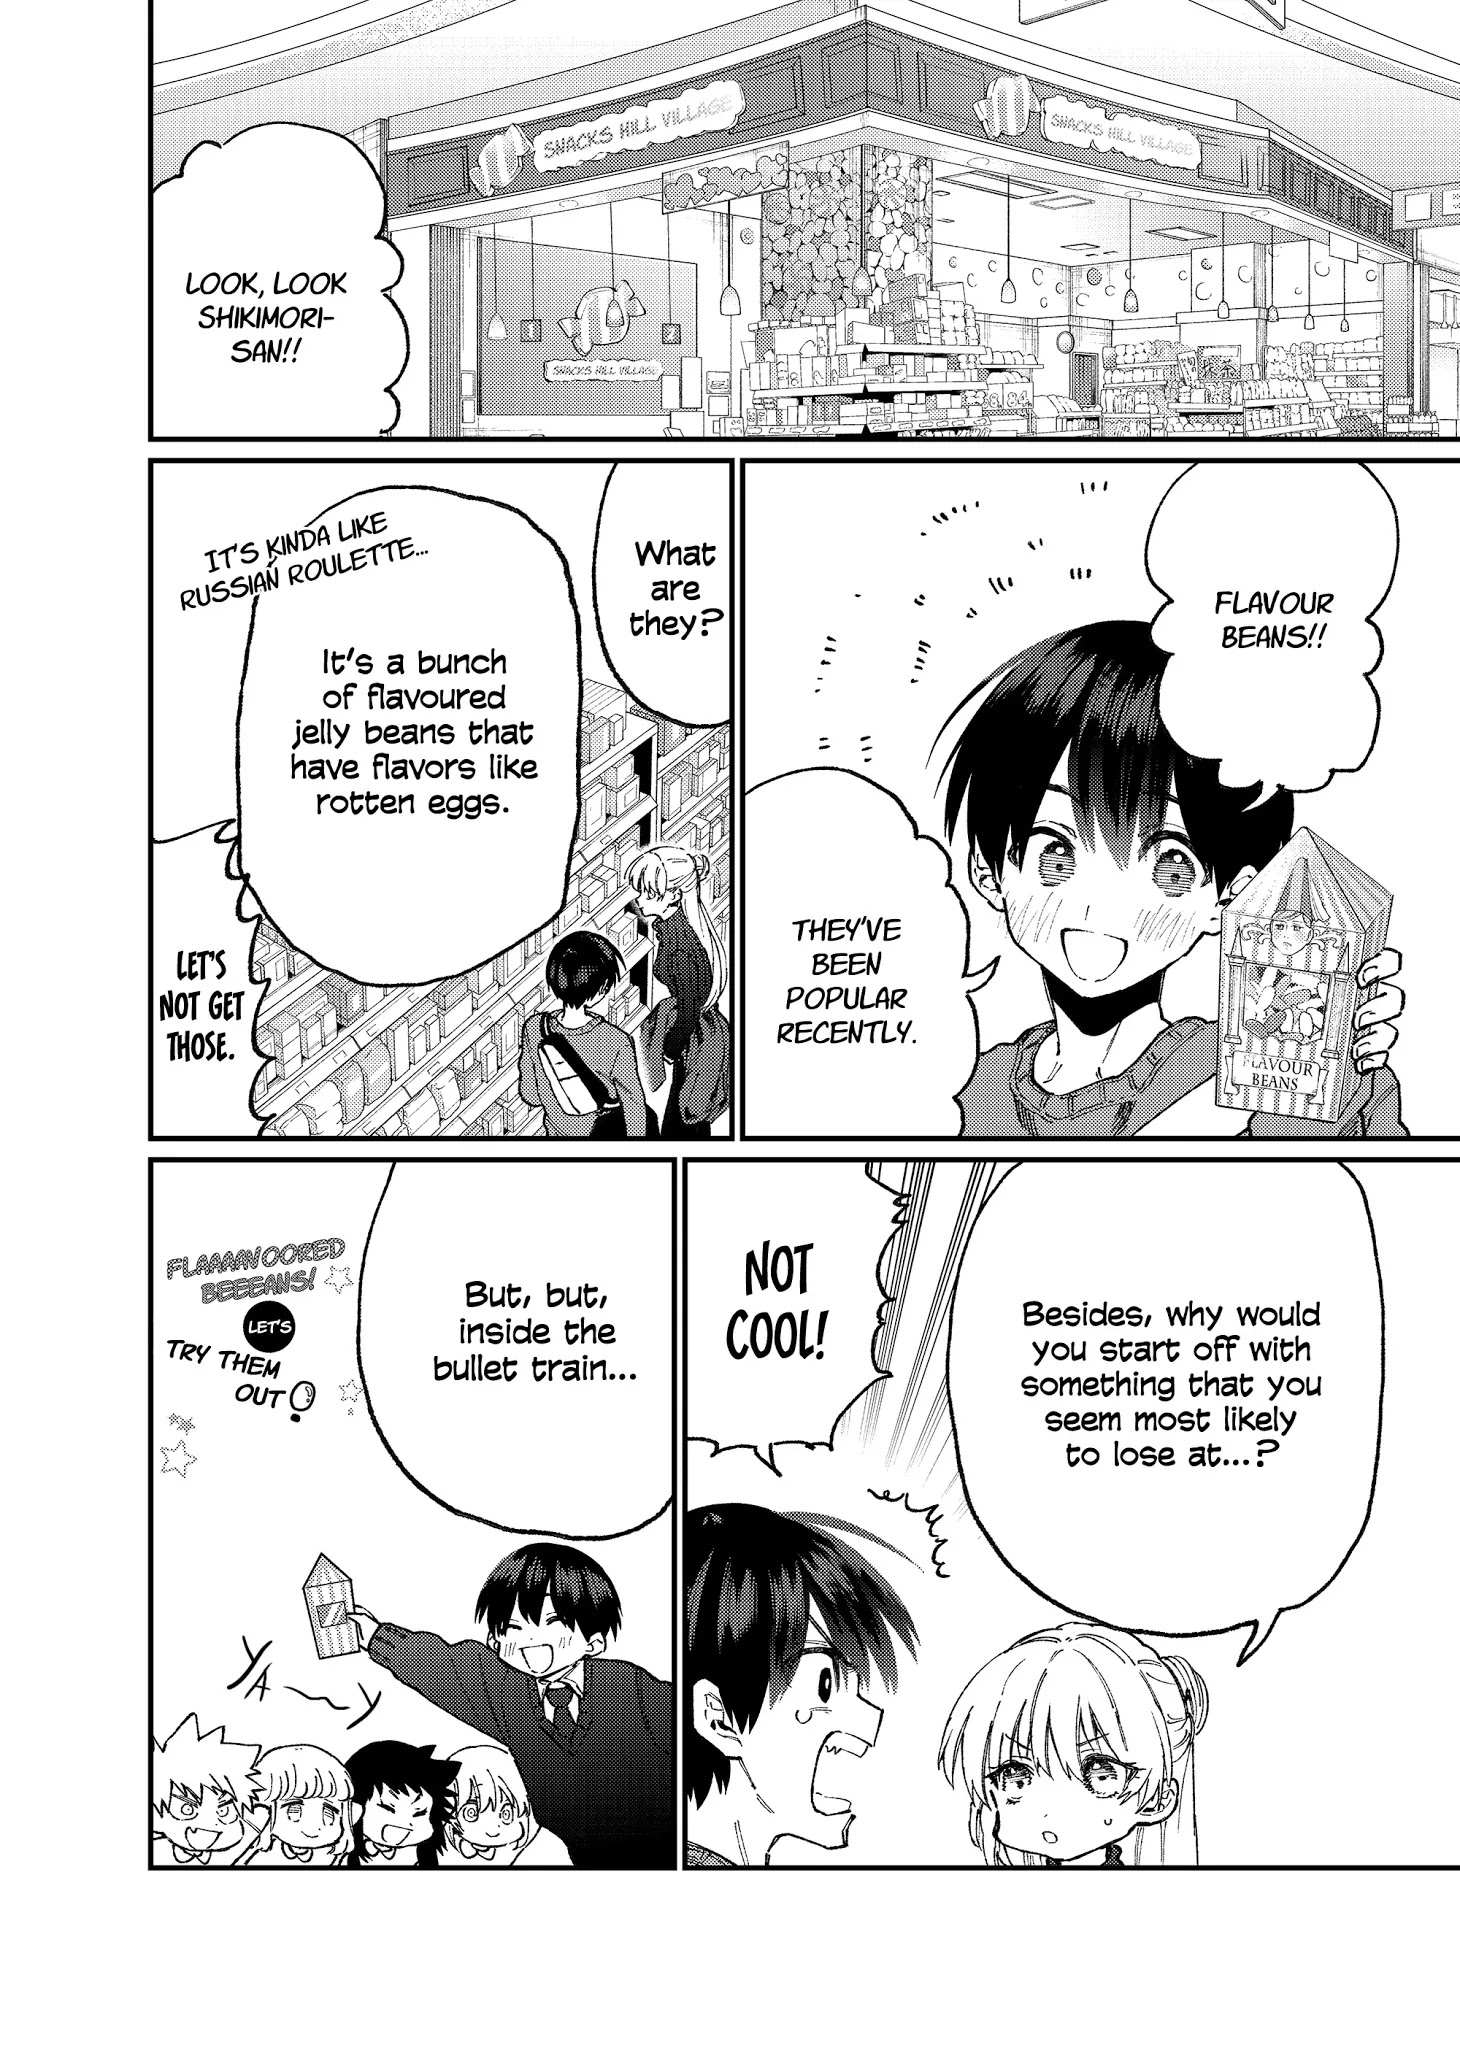 SNACKS HILL VILLAGE
SNACKS HILL VILLAGE
SNACKS HILL VILLAGE
LOOK, LOOK
SHIKIMORI-
SAN!!
FLAVOUR
BEANS!!
THEY'VE
BEEN
POPULAR
RECENTLY.
FLAVOUR
BEANS
What
are
they?
It's a bunch
of flavoured
jelly beans that
have flavors like
rotten eggs.
IT'S KINDA LIKE
RUSSIAN ROULETTE...
LET'S
NOT GET
THOSE.
Besides, why would
you start off with
something that you
seem most likely
to lose at...?
NOT
COOL!
But, but,
inside the
bullet train...
FLAAAAVOORED
BEEEANS!
LET'S
TRY THEM
OUT!
YA~~Y